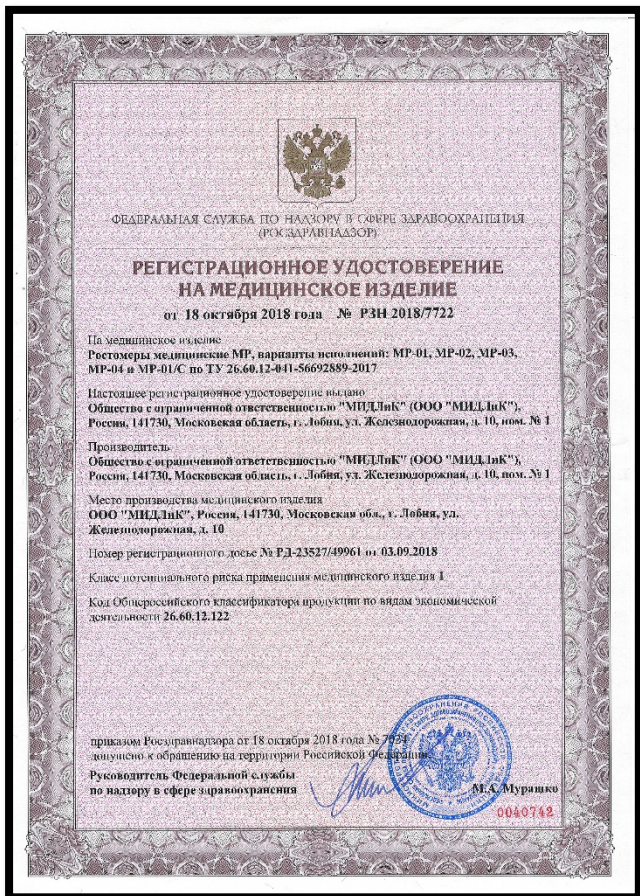 ФЕДЕРАЛЬНАЯ СЛУЖБА ПО НАДЗОРУ В СФЕРЕ ЗДРАВООХРАНЕНИЯ
(РОСЗДРАВНАДЗОР)
РЕГИСТРАЦИОННОЕ УДОСТОВЕРЕНИЕ
НА МЕДИЦИНСКОЕ ИЗДЕЛИЕ
от 18 октября 2018 года № РЗН 2018/7722
На медицинское изделие
Ростомеры медицинские МР, варианты исполнений: МР-01, МР-02, МР-03,
МР-04 и МР-01/С по ТУ 26.60.12-041-56692889-2017
Настоящее регистрационное удостоверение выдано
Общество с ограниченной ответственностью "МИДЛиК" (ООО "МИДЛиК"),
Россия, 141730, Московская область, г. Лобня, ул. Железнодорожная, д. 10, пом. № 1
Производитель
Общество с ограниченной ответственностью "МИДЛиК" (ООО "МИДЛиК"),
Россия, 141730, Московская область, г. Лобня, ул. Железнодорожная, д. 10, пом. № 1
Место производства медицинского изделия
ООО "МИДЛиК", Россия, 141730, Московская обл., г. Лобня, ул.
Железнодорожная, д. 10
Номер регистрационного досье № РД-23527/49961 от 03.09.2018
Класс потенциального риска применения медицинского изделия 1
Код Общероссийского классификатора продукции по видам экономической
деятельности 26.60.12.122
приказом Росздравнадзора от 18 октября 2018 года №
допущено к обращению на территории Российской Федерации.
Руководитель Федеральной службы
по надзору в сфере здравоохранения
М.А. Мурашко
0040742